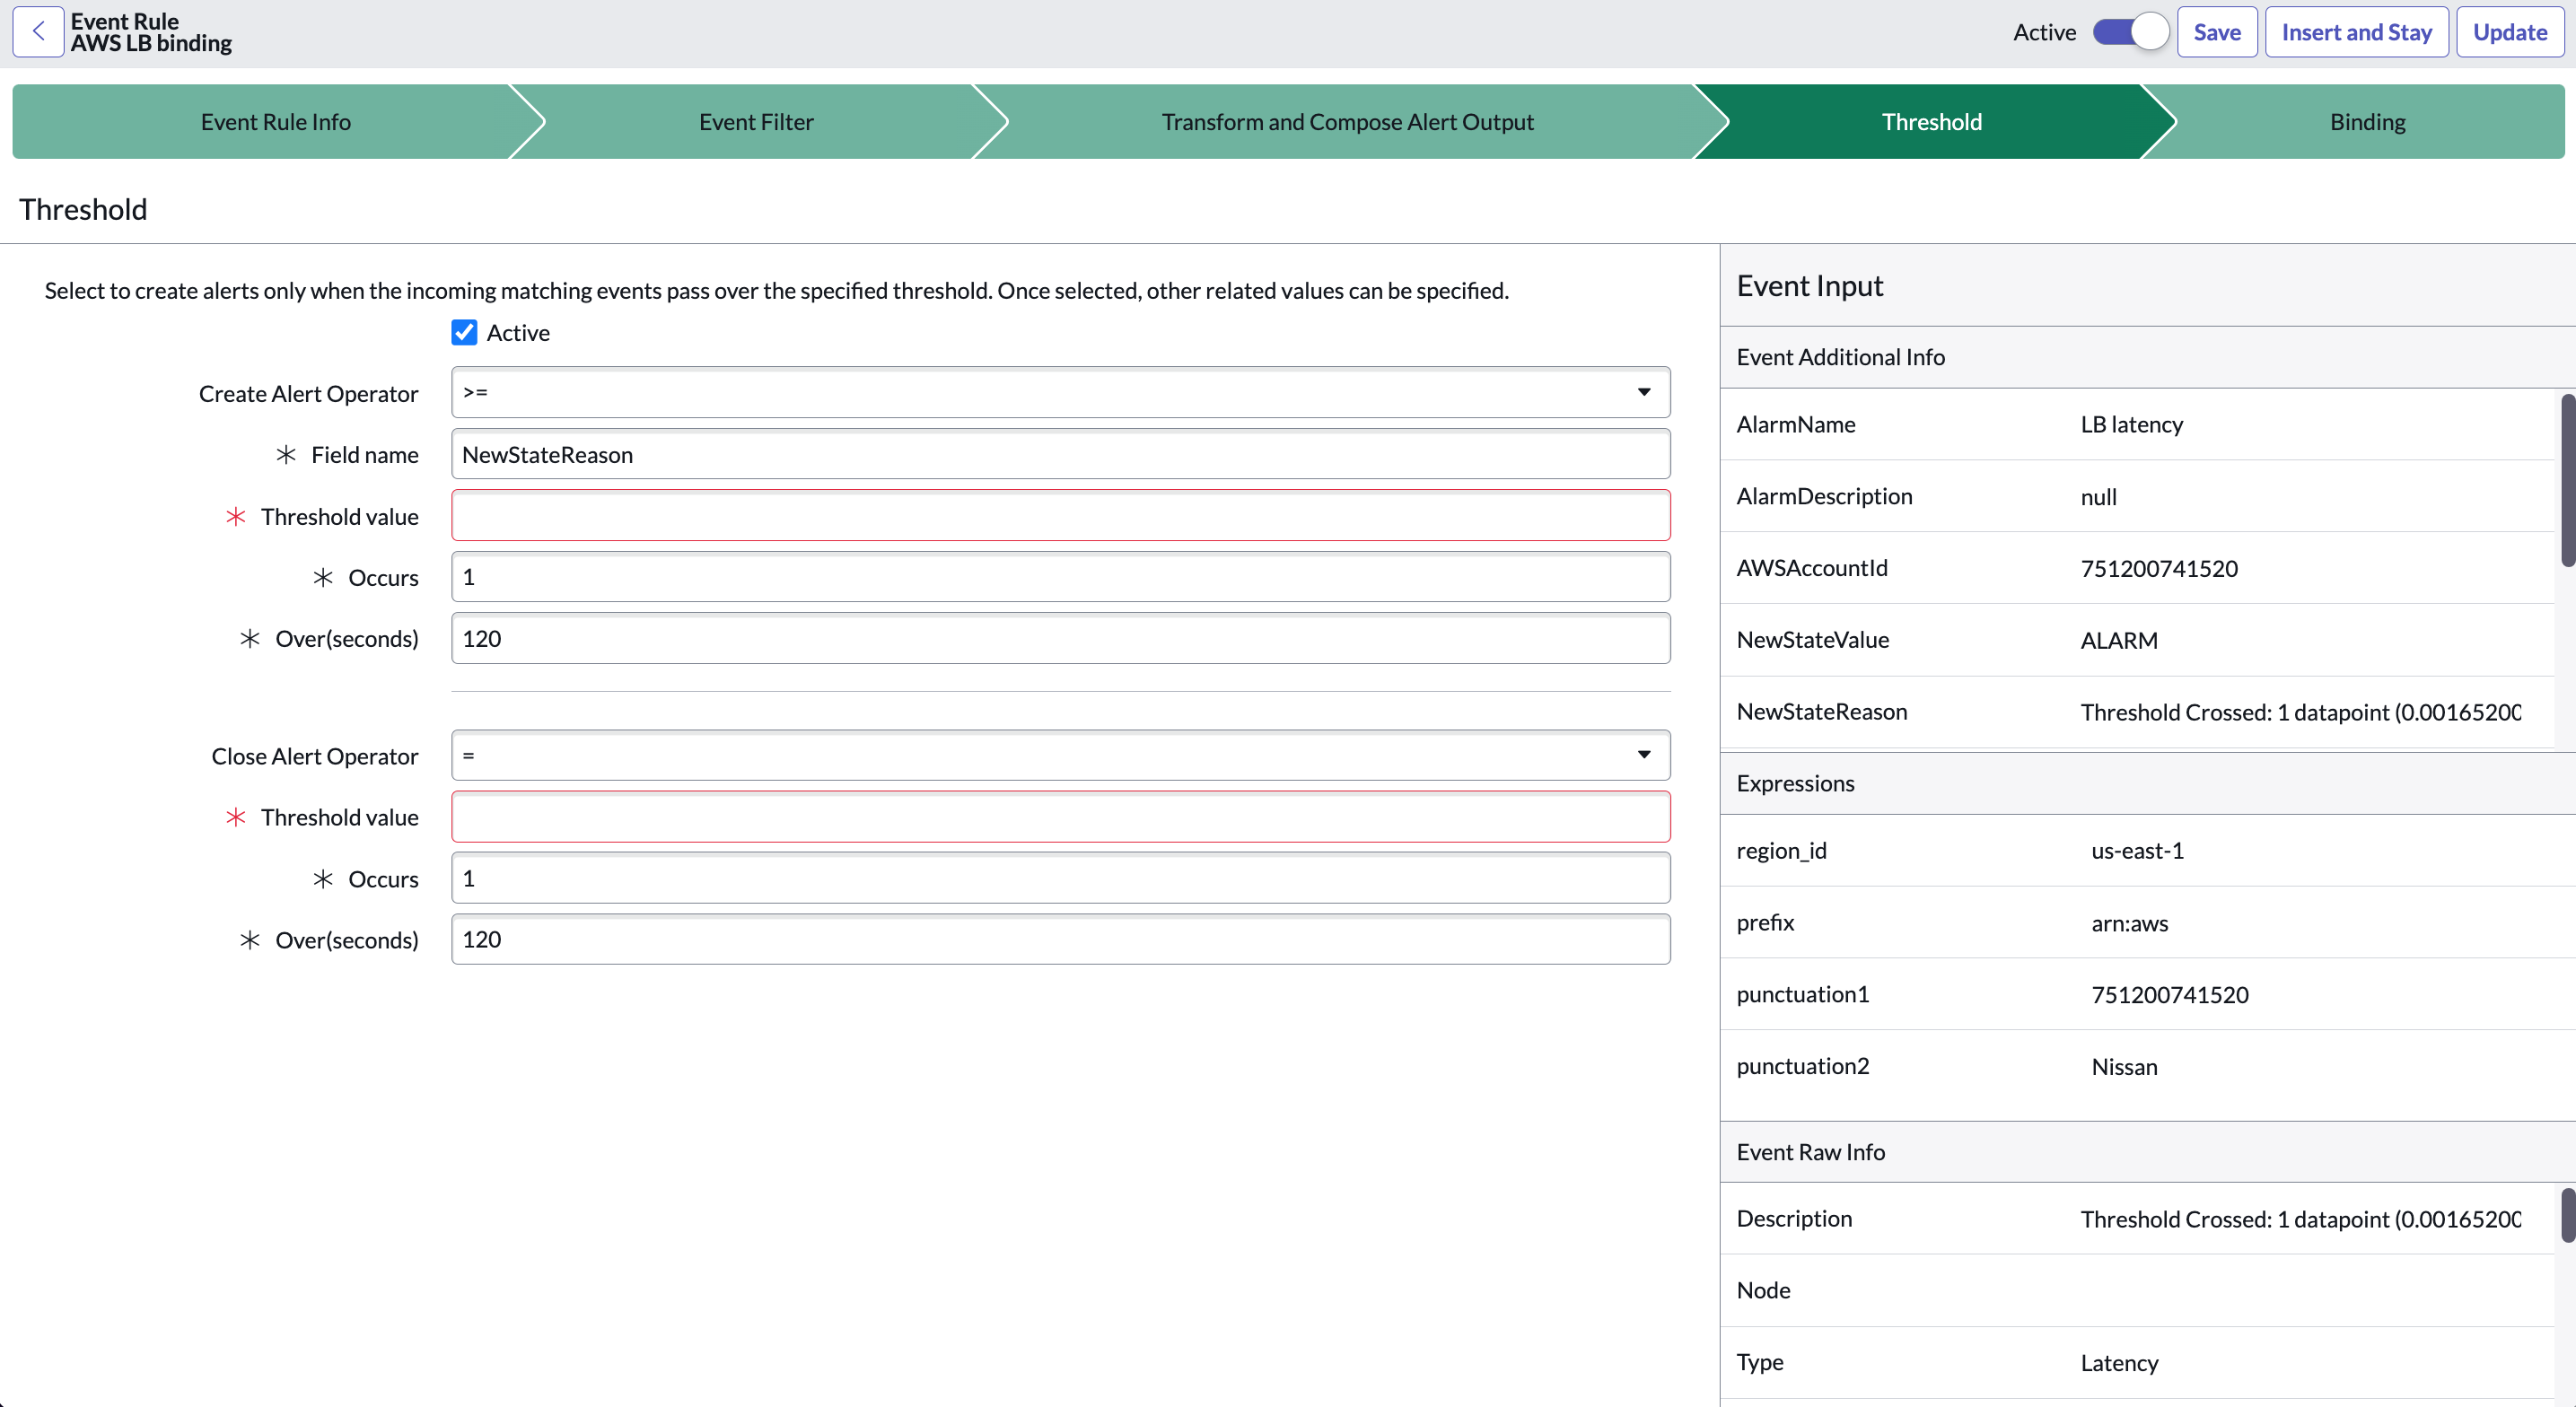 Event Rule
AWS LB binding
Active
Save
Insert and Stay
Update
Event Rule Info
Event Filter
Transform and Compose Alert Output
Threshold
Binding
Threshold
Select to create alerts only when the incoming matching events pass over the specified threshold. Once selected, other related values can be specified.
Active
Create Alert Operator >=
* Field name NewStateReason
* Threshold value
* Occurs 1
* Over(seconds) 120
Close Alert Operator =
* Threshold value
* Occurs 1
* Over(seconds) 120
Event Input
Event Additional Info
AlarmName LB latency
AlarmDescription null
AWSAccountId 751200741520
NewStateValue ALARM
NewStateReason Threshold Crossed: 1 datapoint (0.00165200
Expressions
region_id us-east-1
prefix arn:aws
punctuation1 751200741520
punctuation2 Nissan
Event Raw Info
Description Threshold Crossed: 1 datapoint (0.00165200
Node
Type Latency